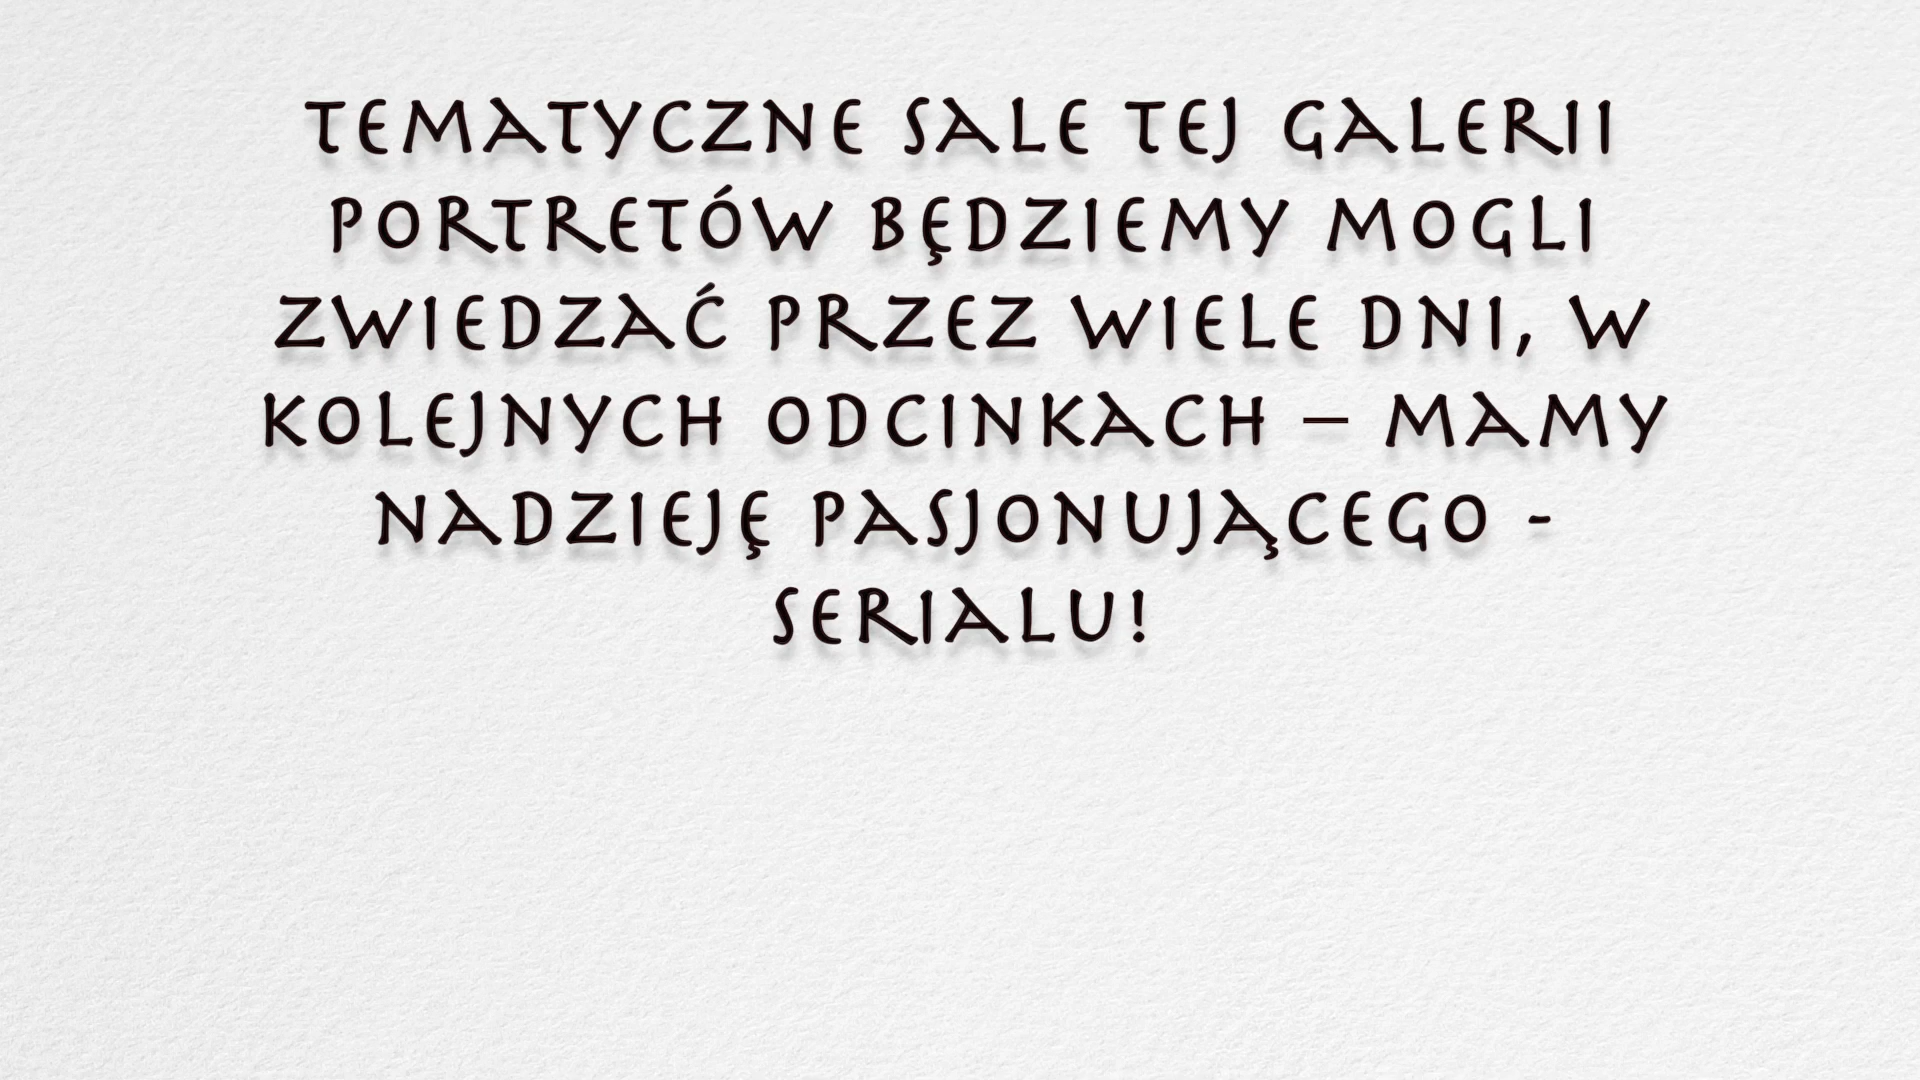 TEMATYCZNE SALE TEJ GALERII
PORTRETÓW BĘDZIEMY MOGLI
ZWIEDZAĆ PRZEZ WIELE DNI, W
KOLEJNYCH ODCINKACH – MAMY
NADZIEJĘ PASJONUJĄCEGO -
SERIALU!